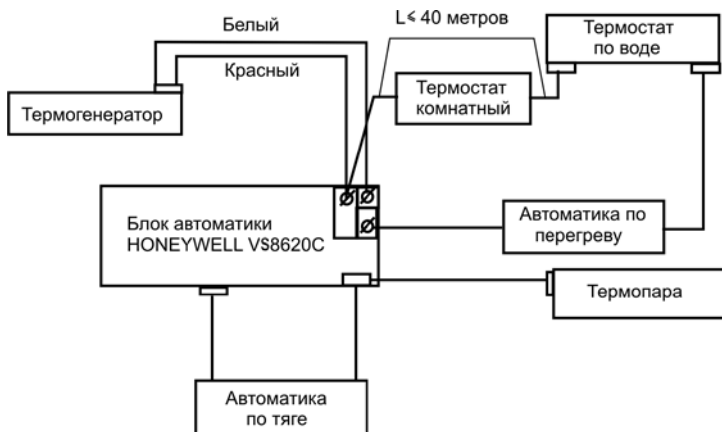 Белый
L≤ 40 метров
Термостат
по воде
Красный
Термостат
комнатный
Термогенератор
Блок автоматики
HONEYWELL VS8620C
Автоматика по
перегреву
Термопара
Автоматика
по тяге